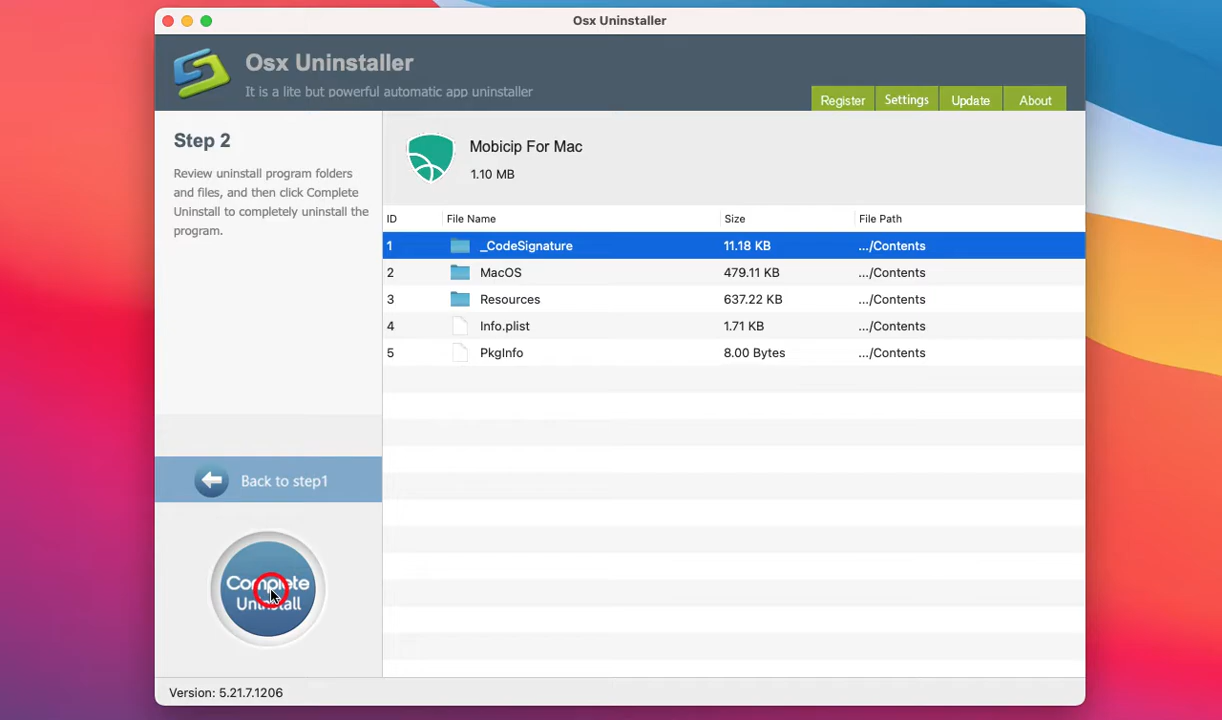 Osx Uninstaller
Osx Uninstaller
It is a lite but powerful automatic app uninstaller
Register Settings Update About
Step 2
Review uninstall program folders
and files, and then click Complete
Uninstall to completely uninstall the
program.
Mobicip For Mac
1.10 MB
ID File Name Size File Path
1 _CodeSignature 11.18 KB .../Contents
2 MacOS 479.11 KB .../Contents
3 Resources 637.22 KB .../Contents
4 Info.plist 1.71 KB .../Contents
5 PkgInfo 8.00 Bytes .../Contents
Back to step1
Complete
Uninstall
Version: 5.21.7.1206